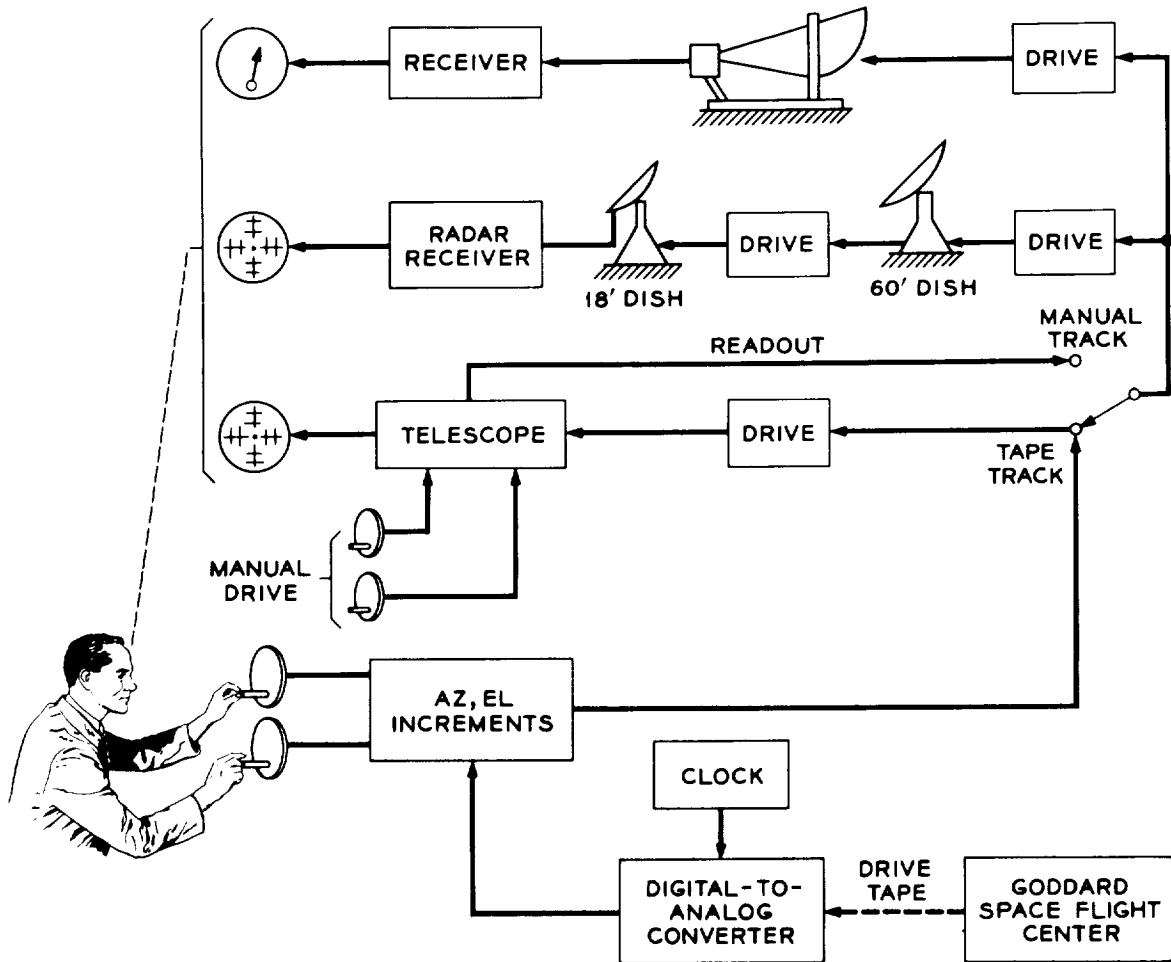 RECEIVER
DRIVE
RADAR
RECEIVER
18' DISH
DRIVE
60' DISH
DRIVE
MANUAL
TRACK
READOUT
TELESCOPE
DRIVE
TAPE
TRACK
MANUAL
DRIVE
AZ, EL
INCREMENTS
CLOCK
DIGITAL-TO-
ANALOG
CONVERTER
DRIVE
TAPE
GODDARD
SPACE FLIGHT
CENTER